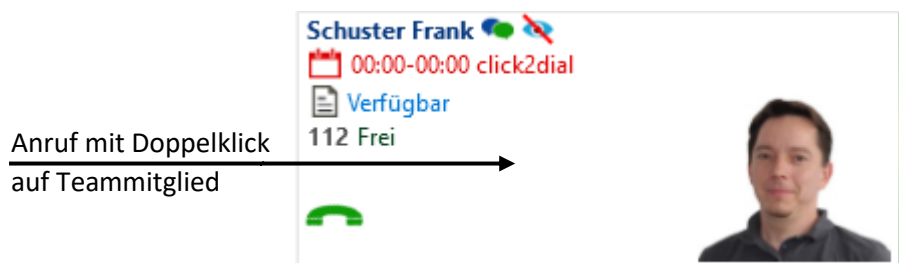 Schuster Frank
00:00-00:00 click2dial
Verfügbar
112 Frei
Anruf mit Doppelklick
auf Teammitglied